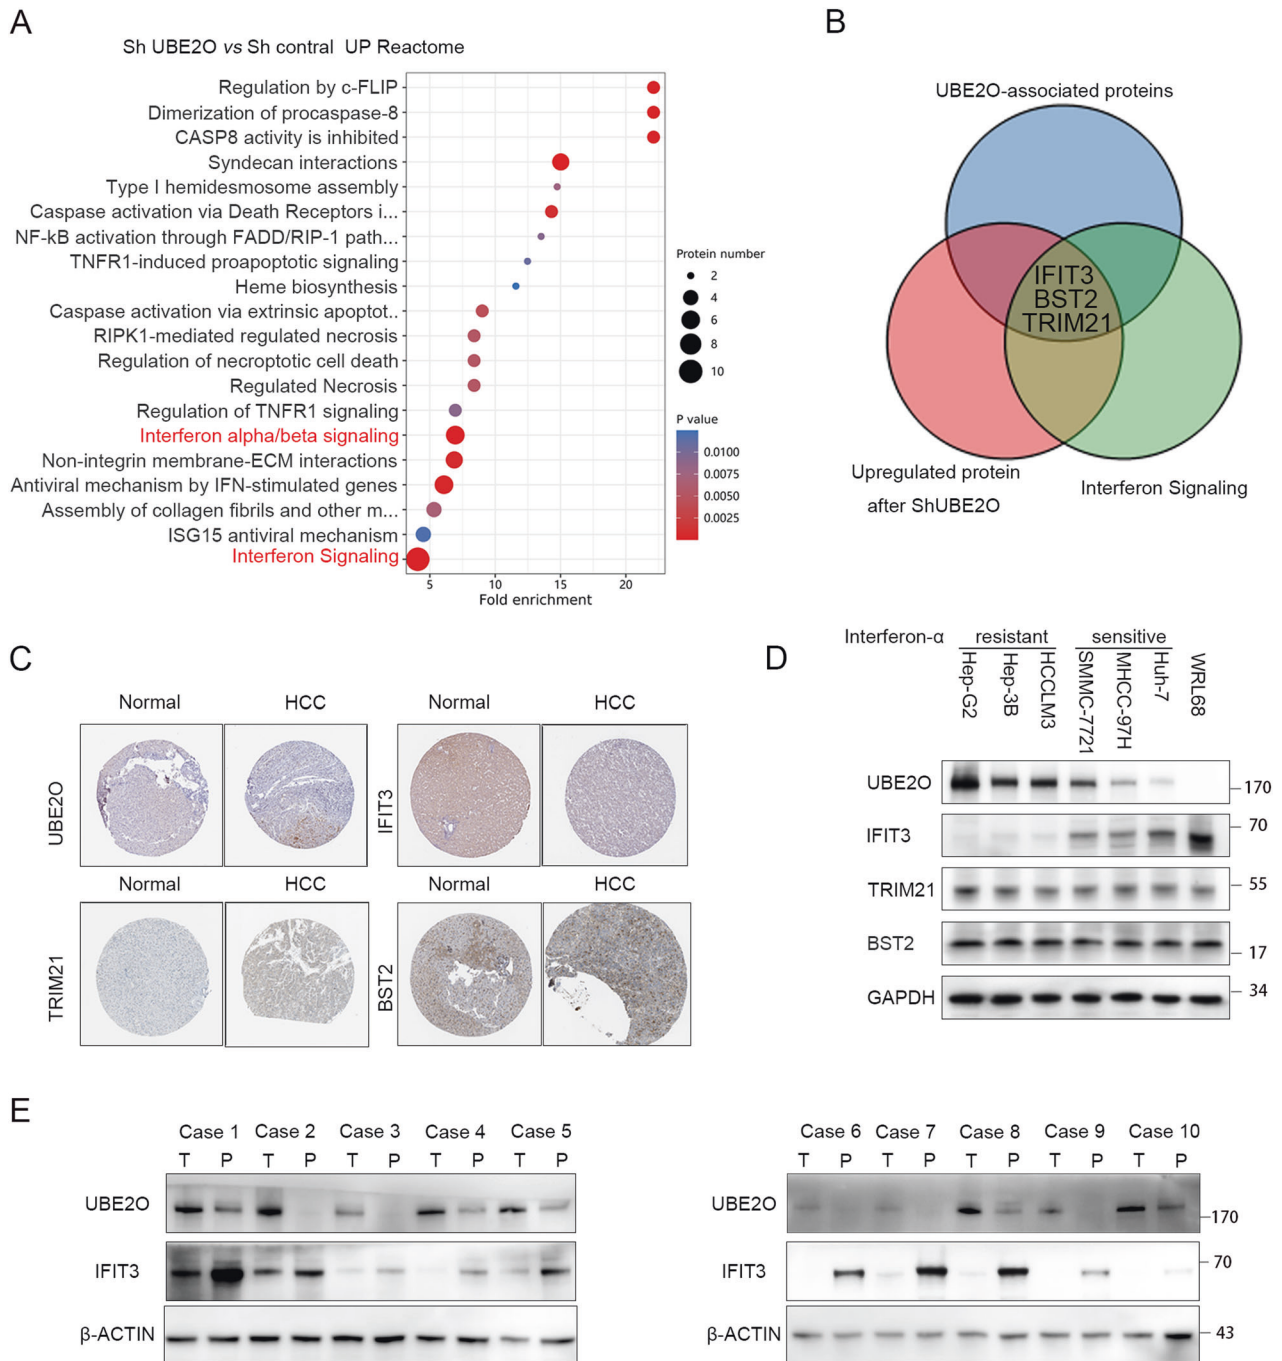 A
Sh UBE2O vs Sh contral UP Reactome
Regulation by c-FLIP
Dimerization of procaspase-8
CASP8 activity is inhibited
Syndecan interactions
Type I hemidesmosome assembly
Caspase activation via Death Receptors i...
NF-kB activation through FADD/RIP-1 path...
TNFR1-induced proapoptotic signaling
Heme biosynthesis
Caspase activation via extrinsic apoptot..
RIPK1-mediated regulated necrosis
Regulation of necroptotic cell death
Regulated Necrosis
Regulation of TNFR1 signaling
Interferon alpha/beta signaling
Non-integrin membrane-ECM interactions
Antiviral mechanism by IFN-stimulated genes
Assembly of collagen fibrils and other m...
ISG15 antiviral mechanism
Interferon Signaling
5 10 15 20
Fold enrichment
Protein number
2
4
6
8
10
P value
0.0100
0.0075
0.0050
0.0025
B
UBE2O-associated proteins
IFIT3
BST2
TRIM21
Upregulated protein
after ShUBE2O
Interferon Signaling
C
Normal HCC Normal HCC
UBE2O
IFIT3
Normal HCC Normal HCC
TRIM21
BST2
D
Interferon-α resistant sensitive
Hep-G2
Hep-3B
HCCLM3
SMMC-7721
MHCC-97H
Huh-7
WRL68
UBE2O 170
IFIT3 70
TRIM21 55
BST2 17
GAPDH 34
E
Case 1 Case 2 Case 3 Case 4 Case 5
T P T P T P T P T P
UBE2O
IFIT3
β-ACTIN
Case 6 Case 7 Case 8 Case 9 Case 10
T P T P T P T P T P
UBE2O 170
IFIT3 70
β-ACTIN 43